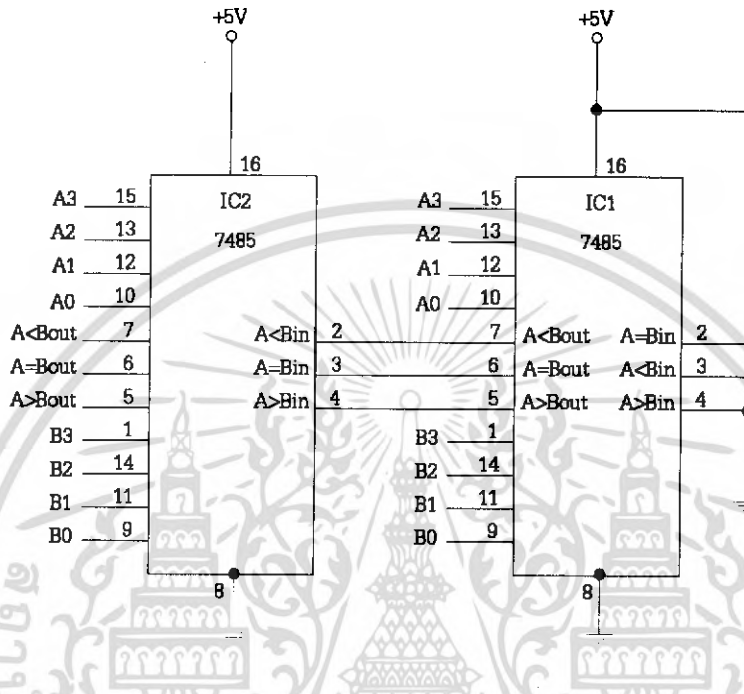 +5V
+5V
16
16
IC2
7485
A3 15
A2 13
A1 12
A0 10
A<Bout 7
A=Bout 6
A>Bout 5
B3 1
B2 14
B1 11
B0 9
A<Bin 2
A=Bin 3
A>Bin 4
8
IC1
7485
A3 15
A2 13
A1 12
A0 10
7 A<Bout
6 A=Bout
5 A>Bout
B3 1
B2 14
B1 11
B0 9
A=Bin 2
A<Bin 3
A>Bin 4
8